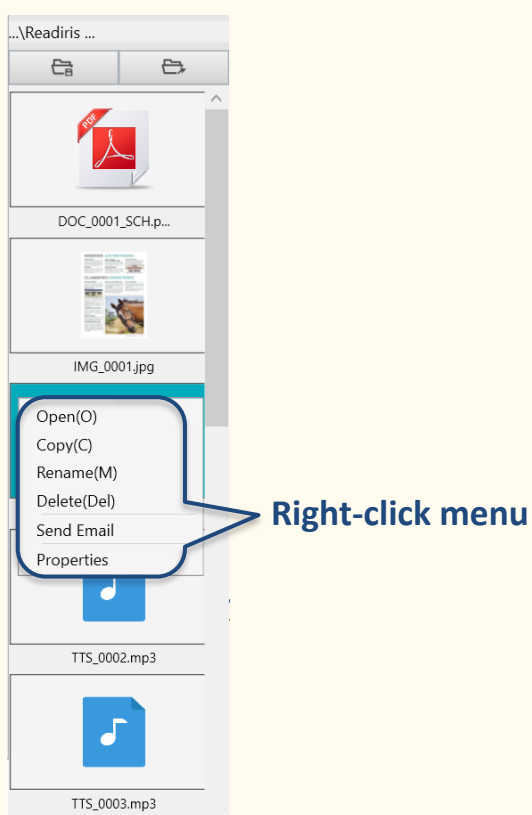 ...\Readiris ...
PDF
DOC_0001_SCH.p...
IMG_0001.jpg
Open(O)
Copy(C)
Rename(M)
Delete(Del)
Send Email
Properties
Right-click menu
TTS_0002.mp3
TTS_0003.mp3